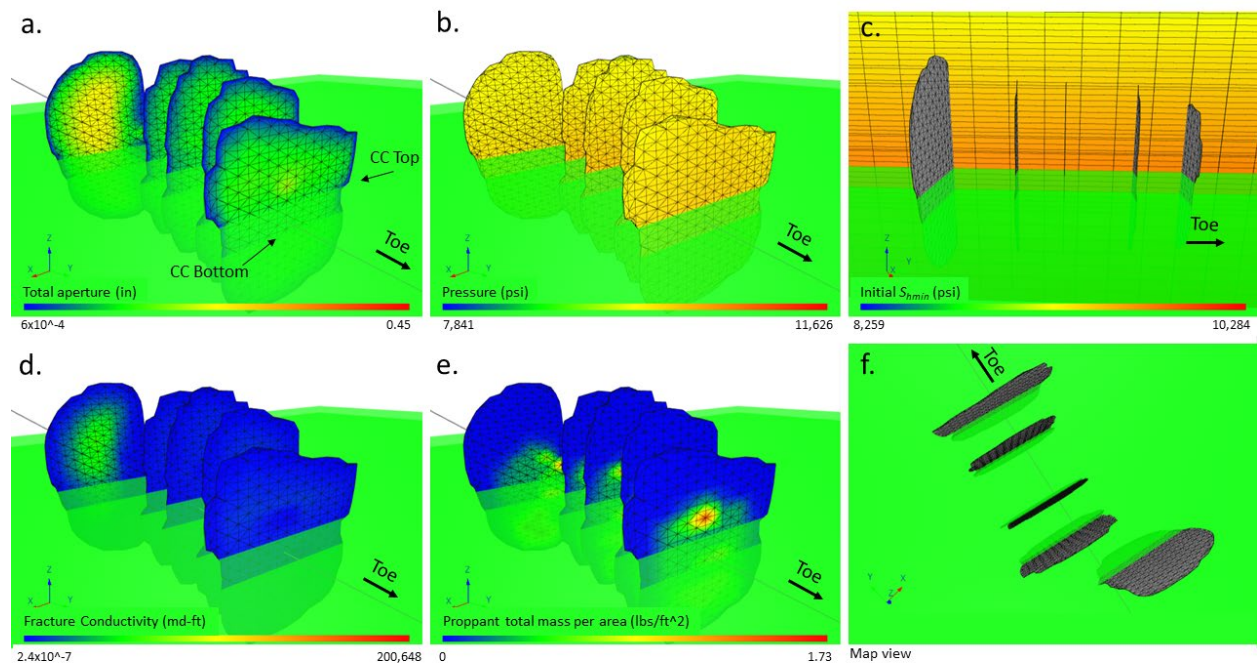 a.
CC Top
Toe
CC Bottom
Z
X Y
Total aperture (in)
6x10^-4 0.45
b.
Toe
Z
X Y
Pressure (psi)
7,841 11,626
c.
Toe
Z
Initial Shmin (psi)
8,259 10,284
d.
Toe
Z
X Y
Fracture Conductivity (md-ft)
2.4x10^-7 200,648
e.
Toe
Z
X Y
Proppant total mass per area (lbs/ft^2)
0 1.73
f.
Toe
Y X
Map view